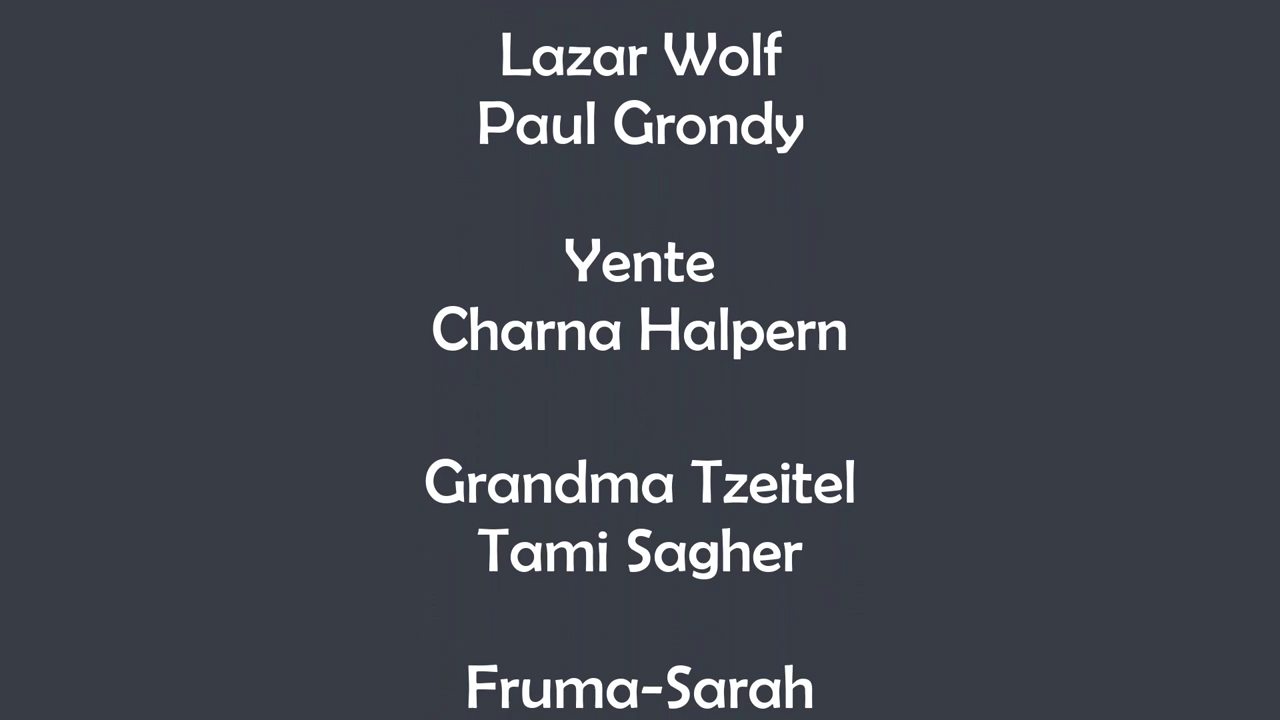 Lazar Wolf
Paul Grondy
Yente
Charna Halpern
Grandma Tzeitel
Tami Sagher
Fruma-Sarah